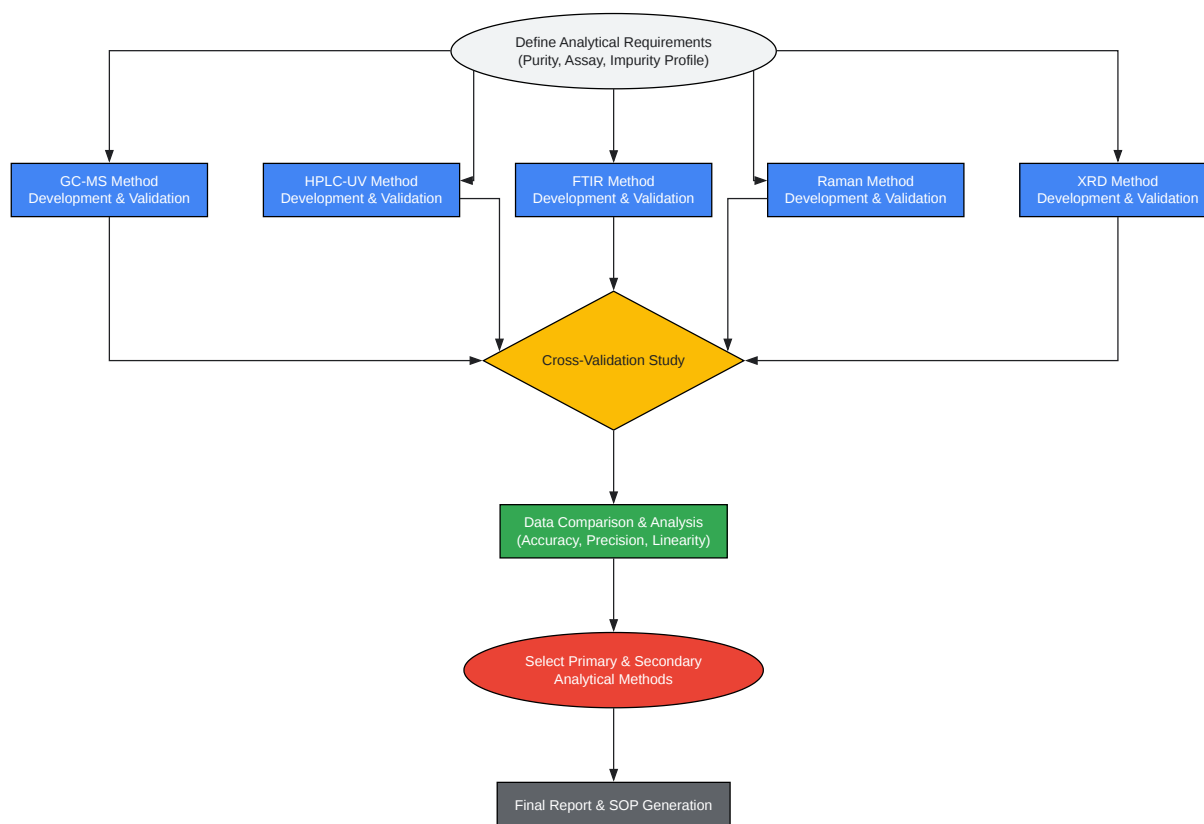 Define Analytical Requirements
(Purity, Assay, Impurity Profile)
GC-MS Method
Development & Validation
HPLC-UV Method
Development & Validation
FTIR Method
Development & Validation
Raman Method
Development & Validation
XRD Method
Development & Validation
Cross-Validation Study
Data Comparison & Analysis
(Accuracy, Precision, Linearity)
Select Primary & Secondary
Analytical Methods
Final Report & SOP Generation